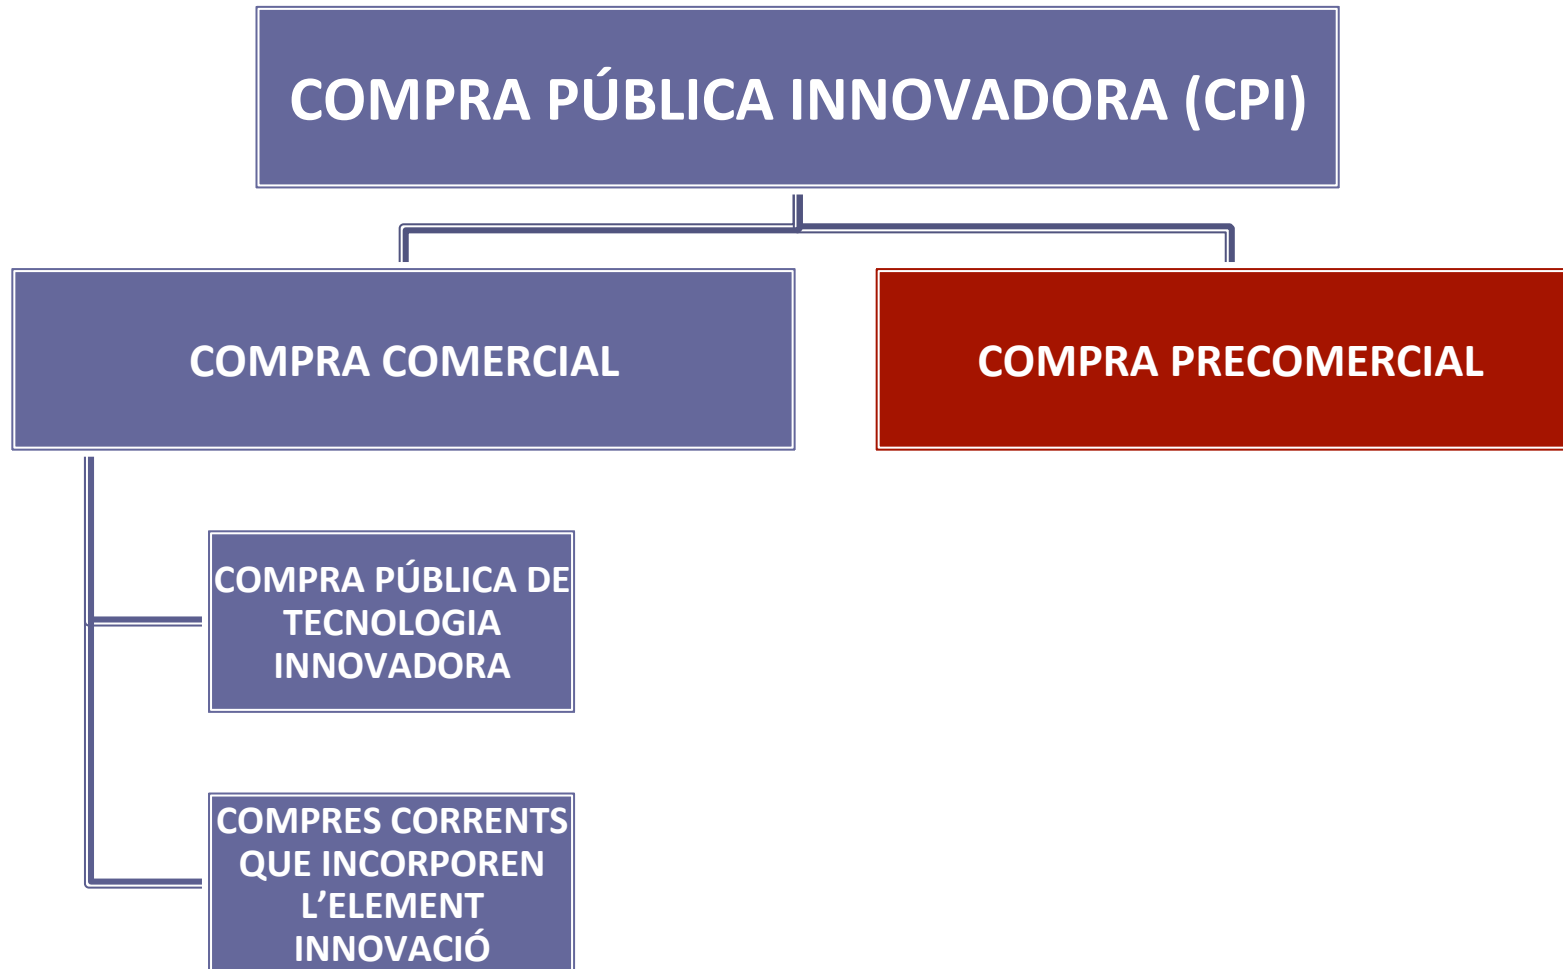 COMPRA PÚBLICA INNOVADORA (CPI)
COMPRA COMERCIAL
COMPRA PRECOMERCIAL
COMPRA PÚBLICA DE
TECNOLOGIA
INNOVADORA
COMPRES CORRENTS
QUE INCORPOREN
L’ELEMENT
INNOVACIÓ